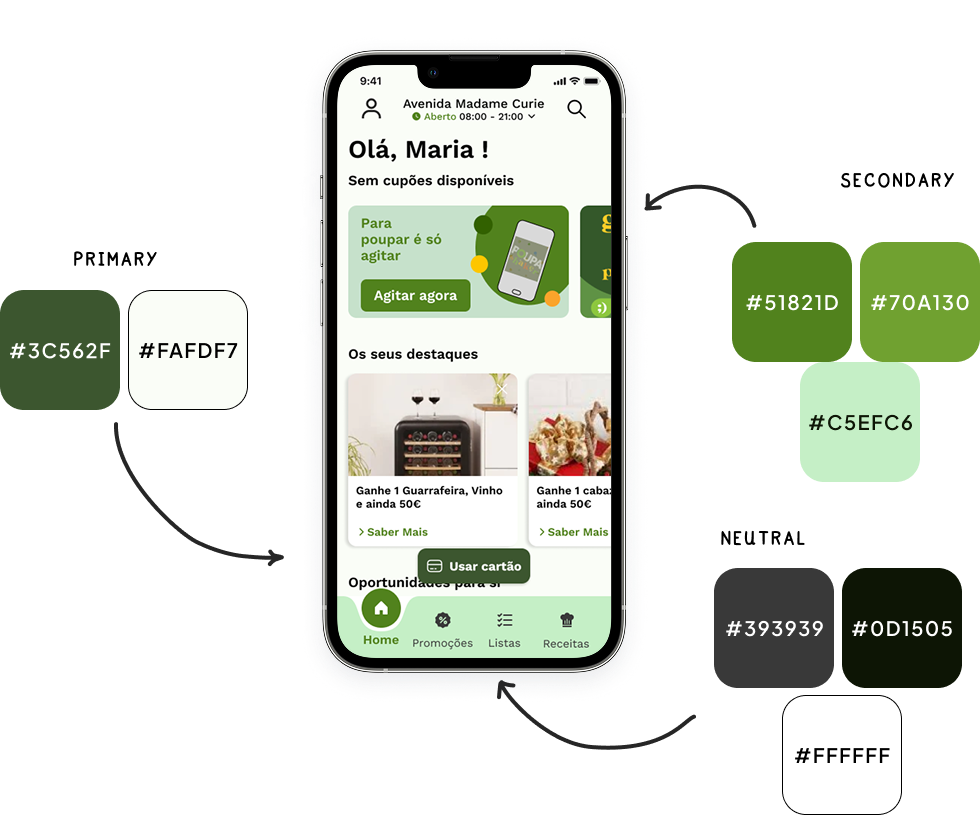 PRIMARY
#3C562F
#FAFDF7
9:41
Avenida Madame Curie
Aberto 08:00 - 21:00
Olá, Maria !
Sem cupões disponíveis
Para
poupar é só
agitar
POUPA
Agitar agora
g
p
;)
Os seus destaques
Ganhe 1 Guarrafeira, Vinho
e ainda 50€
Saber Mais
Ganhe 1 cabaz
ainda 50€
Saber Mais
Usar cartão
Oportunidades para si
Home
Promoções
Listas
Receitas
SECONDARY
#51821D
#70A130
#C5EFC6
NEUTRAL
#393939
#0D1505
#FFFFFF